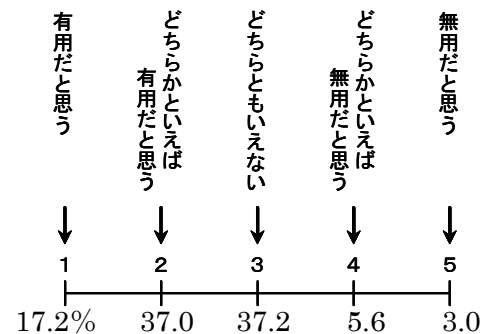 有用だと思う
どちらかといえば
有用だと思う
どちらともいえない
どちらかといえば
無用だと思う
無用だと思う
1 2 3 4 5
17.2% 37.0 37.2 5.6 3.0